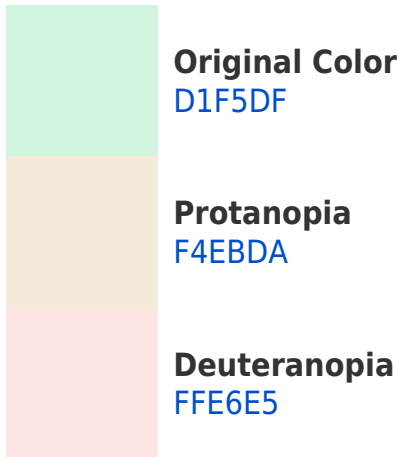 Original Color
D1F5DF
Protanopia
F4EBDA
Deuteranopia
FFE6E5